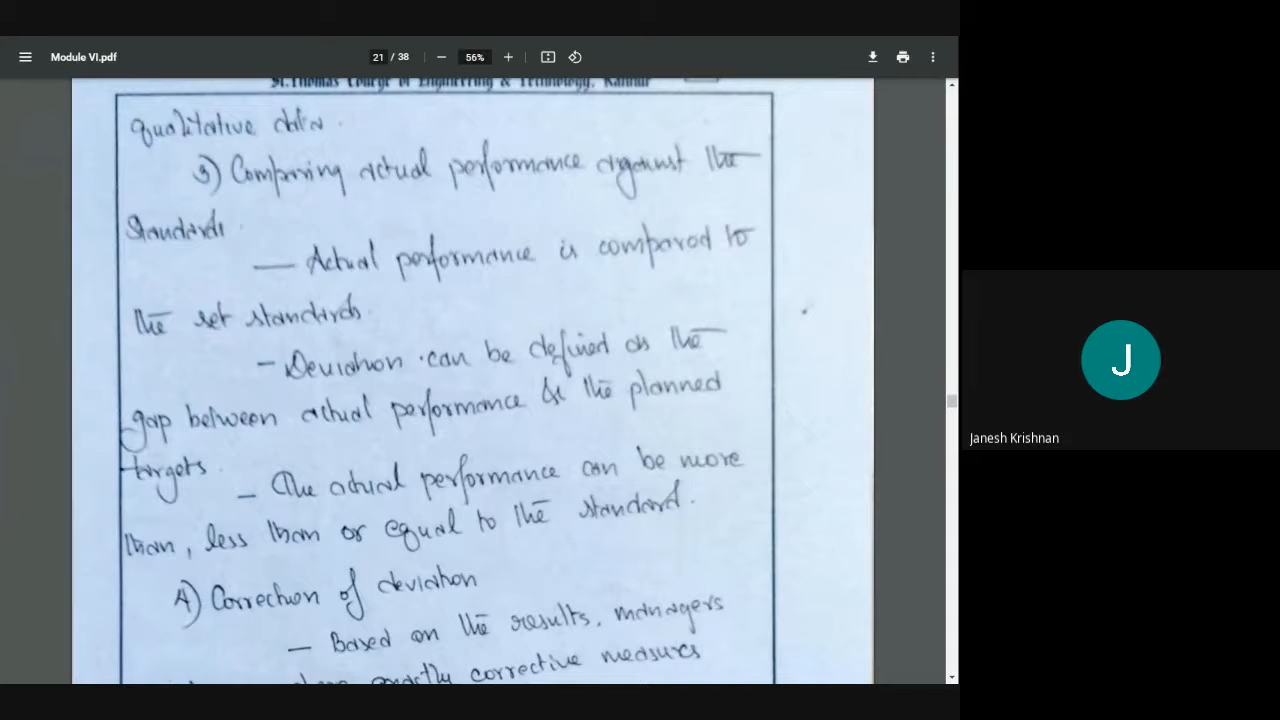 Module VI.pdf
21 / 38
56%
St.Thomas College of Engineering & Technology, Kannur
qualitative data.
3) Comparing actual performance against the
standards.
— Actual performance is compared to
the set standards.
- Deviation can be defined as the
gap between actual performance & the planned
targets.
- The actual performance can be more
than, less than or equal to the standard.
4) Correction of deviation
— Based on the results, managers
exactly corrective measures
J
Janesh Krishnan